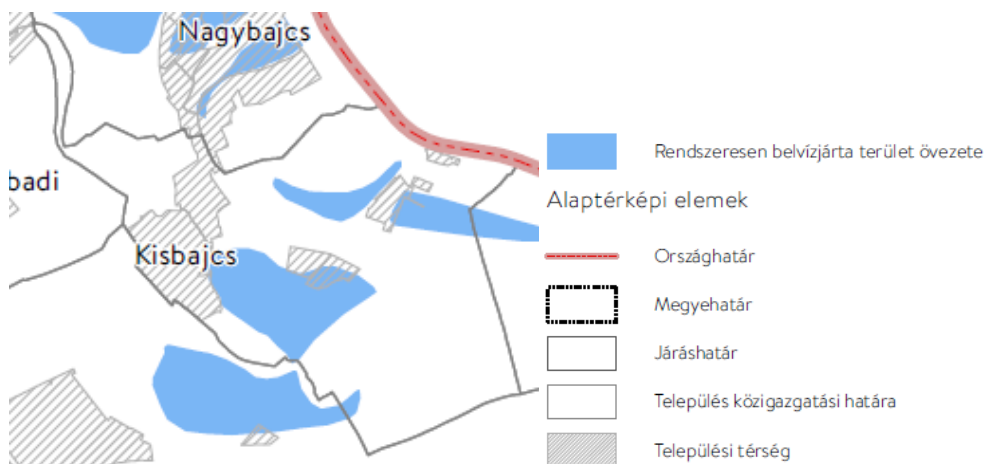 Nagybajcs
badi
Kisbajcs
Rendszeresen belvízjárta terület övezete
Alaptérképi elemek
Országhatár
Megyehatár
Járáshatár
Település közigazgatási határa
Települési térség